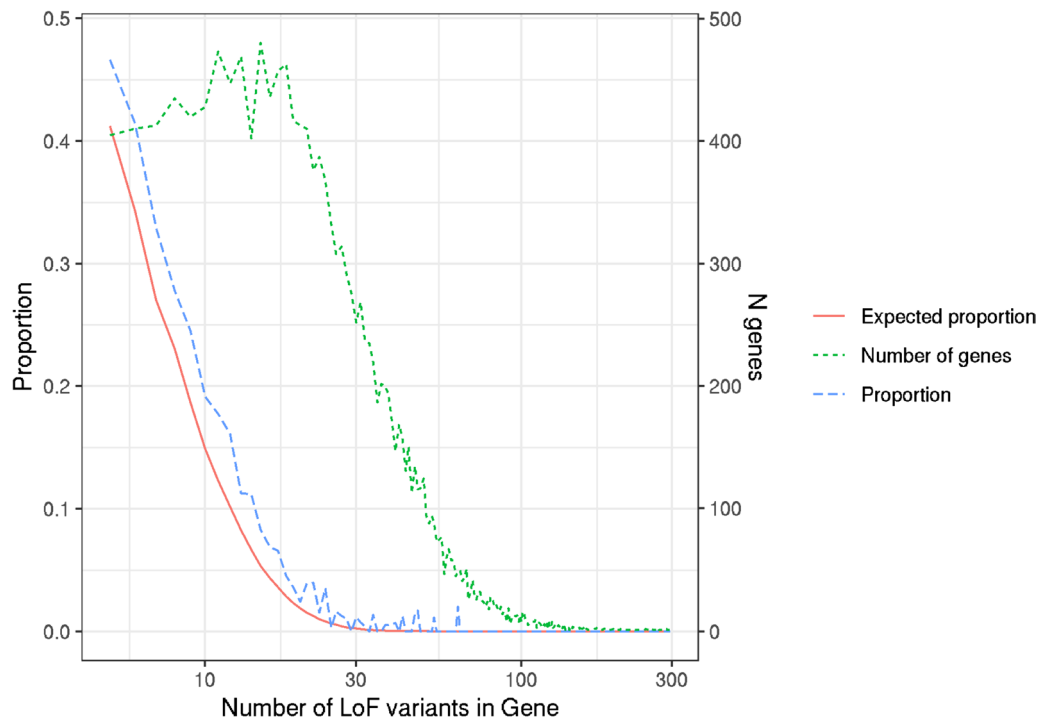 0.5
0.4
0.3
0.2
0.1
0.0
Proportion
500
400
300
200
100
0
N genes
10
30
100
300
Number of LoF variants in Gene
Expected proportion
Number of genes
Proportion